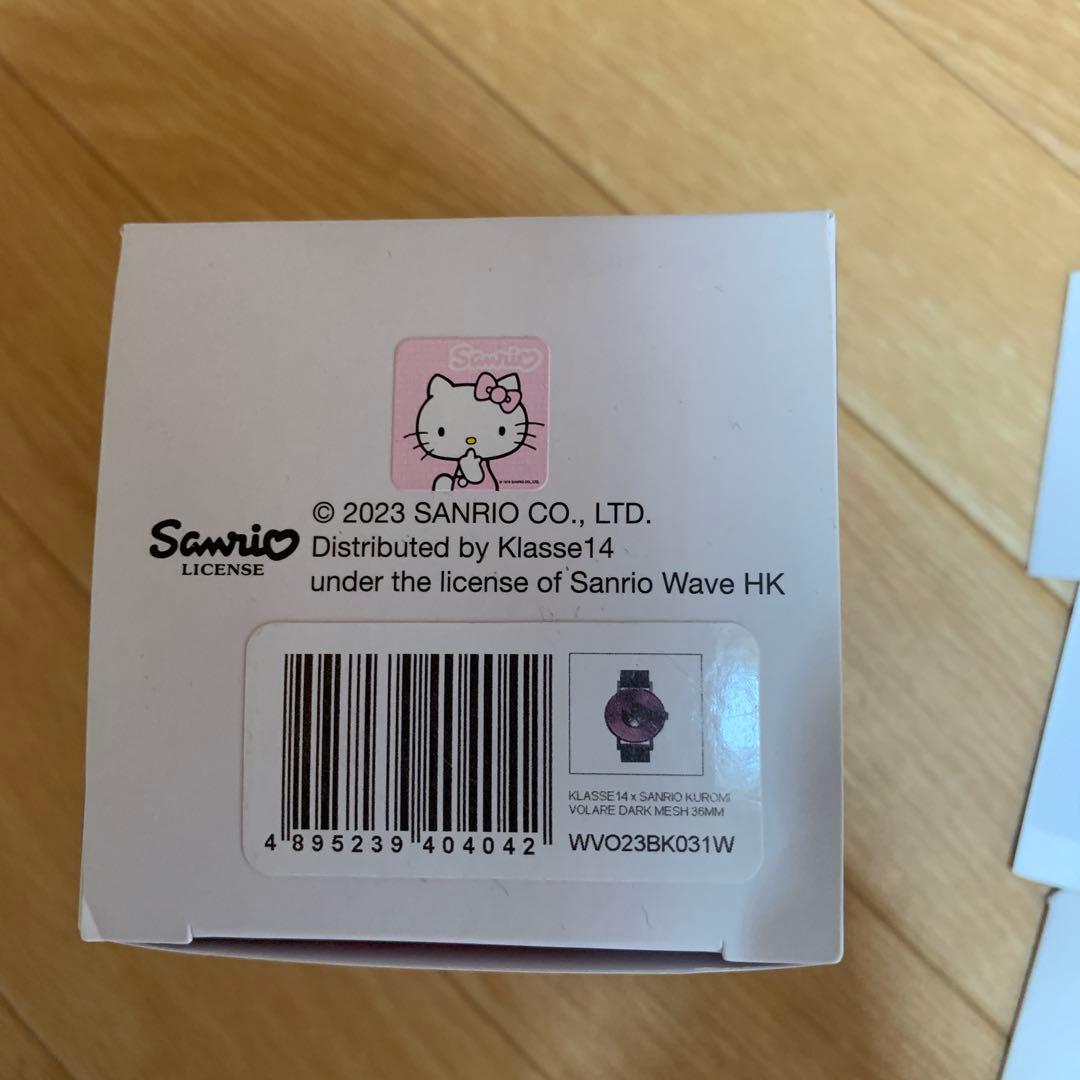 Sanrio
© 2023 SANRIO CO., LTD.
Sanrio
LICENSE
Distributed by Klasse14
under the license of Sanrio Wave HK
KLASSE14 x SANRIO KUROMI
VOLARE DARK MESH 36MM
4 895239 404042
WVO23BK031W